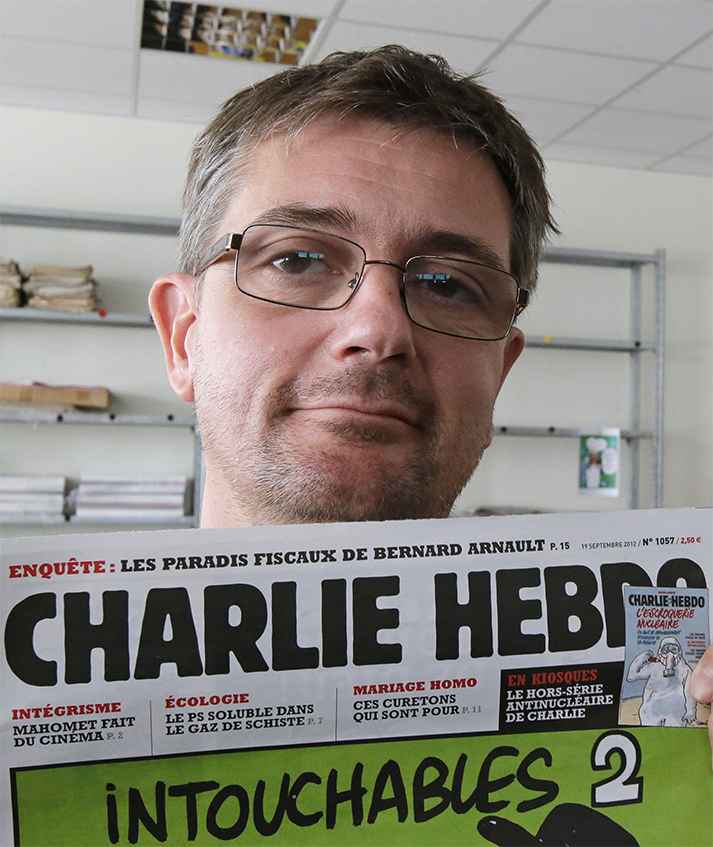 ENQUÊTE : LES PARADIS FISCAUX DE BERNARD ARNAULT P. 15
19 SEPTEMBRE 2012 / N° 1057 / 2,50 €
CHARLIE HEBDO
INTÉGRISME
MAHOMET FAIT
DU CINÉMA P. 2
ÉCOLOGIE
LE PS SOLUBLE DANS
LE GAZ DE SCHISTE P. 7
MARIAGE HOMO
CES CURETONS
QUI SONT POUR P. 11
EN KIOSQUES
LE HORS-SÉRIE
ANTINUCLÉAIRE
DE CHARLIE
CHARLIE HEBDO
L'ESCROQUERIE
NUCLÉAIRE
INTOUCHABLES 2